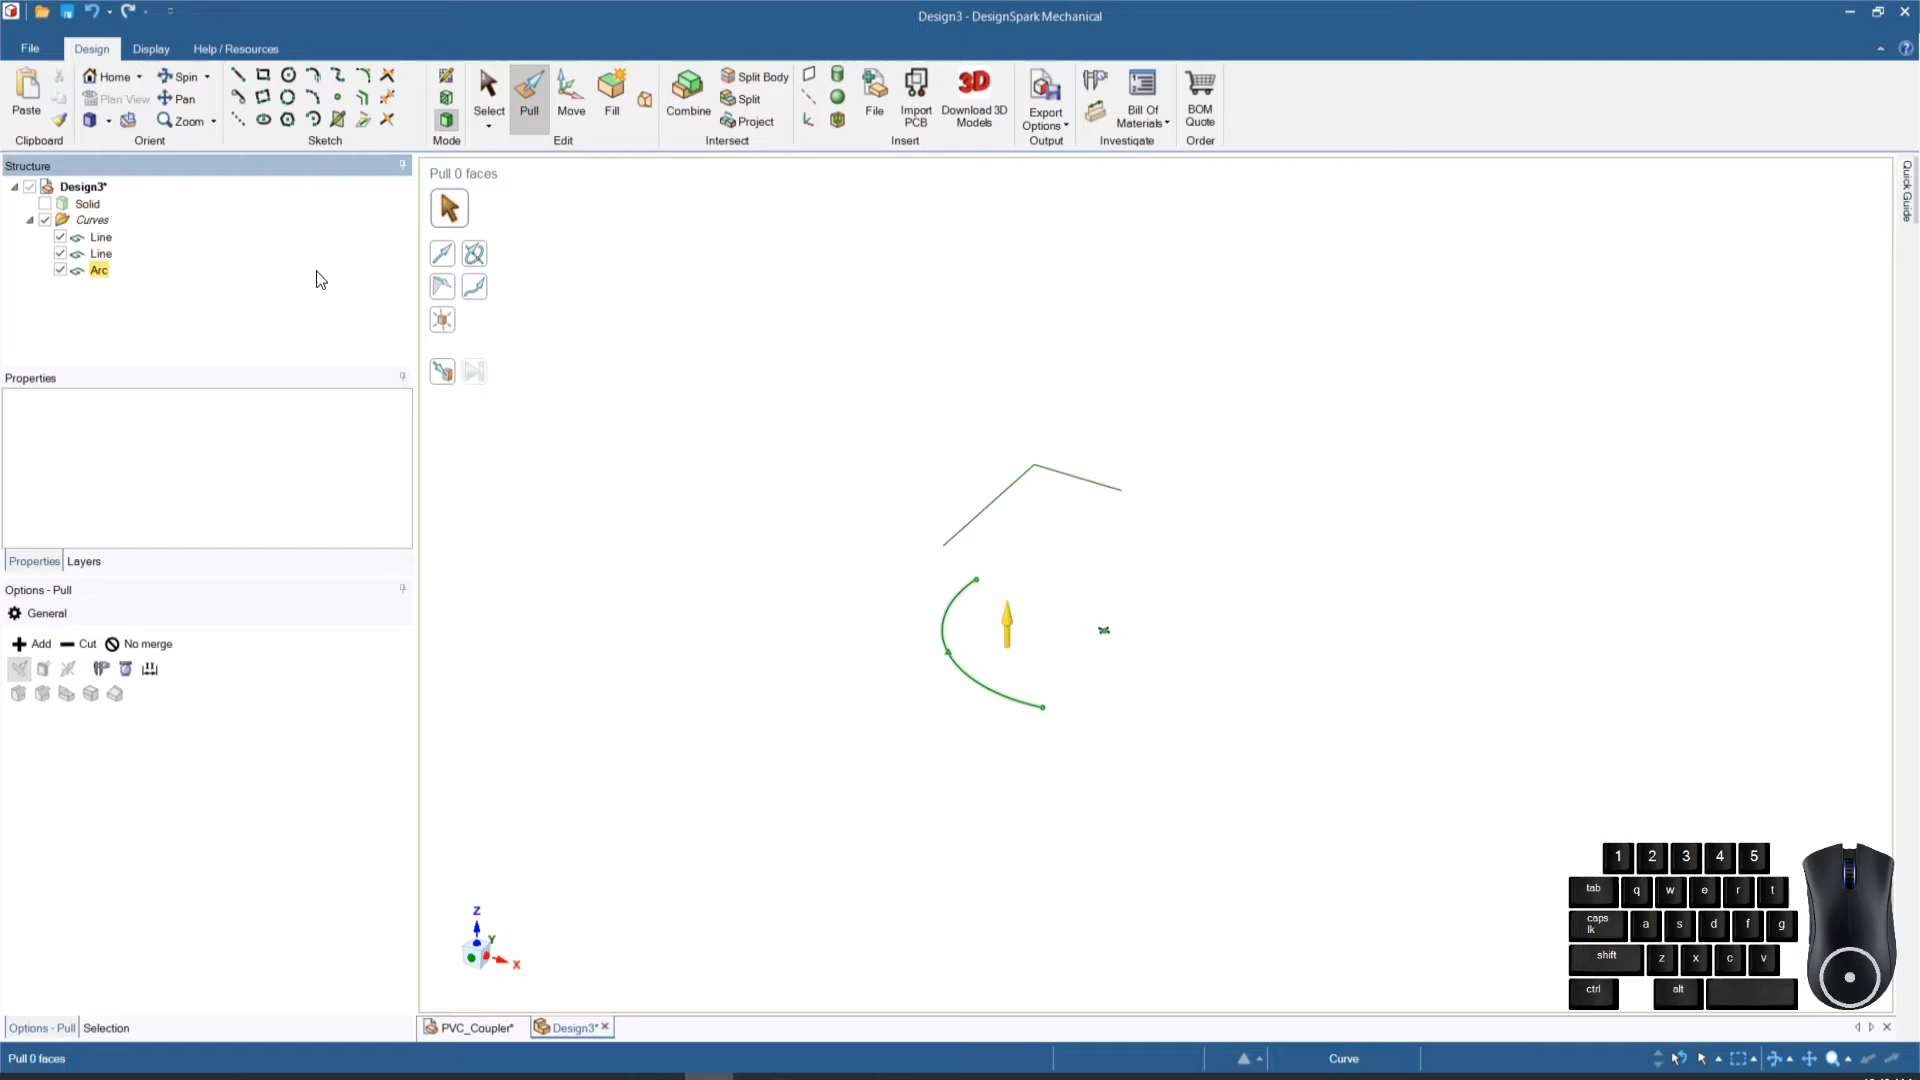 Design3 - DesignSpark Mechanical
File Design Display Help / Resources
Paste
Clipboard
Home
Plan View
Spin
Pan
Zoom
Orient
Sketch
Mode
Select
Pull
Move
Fill
Edit
Combine
Split Body
Split
Project
Intersect
File
Import PCB
3D
Download 3D Models
Insert
Export Options
Output
Bill Of Materials
Investigate
BOM Quote
Order
Structure
Design3*
Solid
Curves
Line
Line
Arc
Properties
Properties Layers
Options - Pull
General
Add Cut No merge
Options - Pull Selection
Pull 0 faces
Quick Guide
Z
Y
X
PVC_Coupler* Design3*
1 2 3 4 5
tab q w e r t
caps lk a s d f g
shift z x c v
ctrl alt
Pull 0 faces
Curve